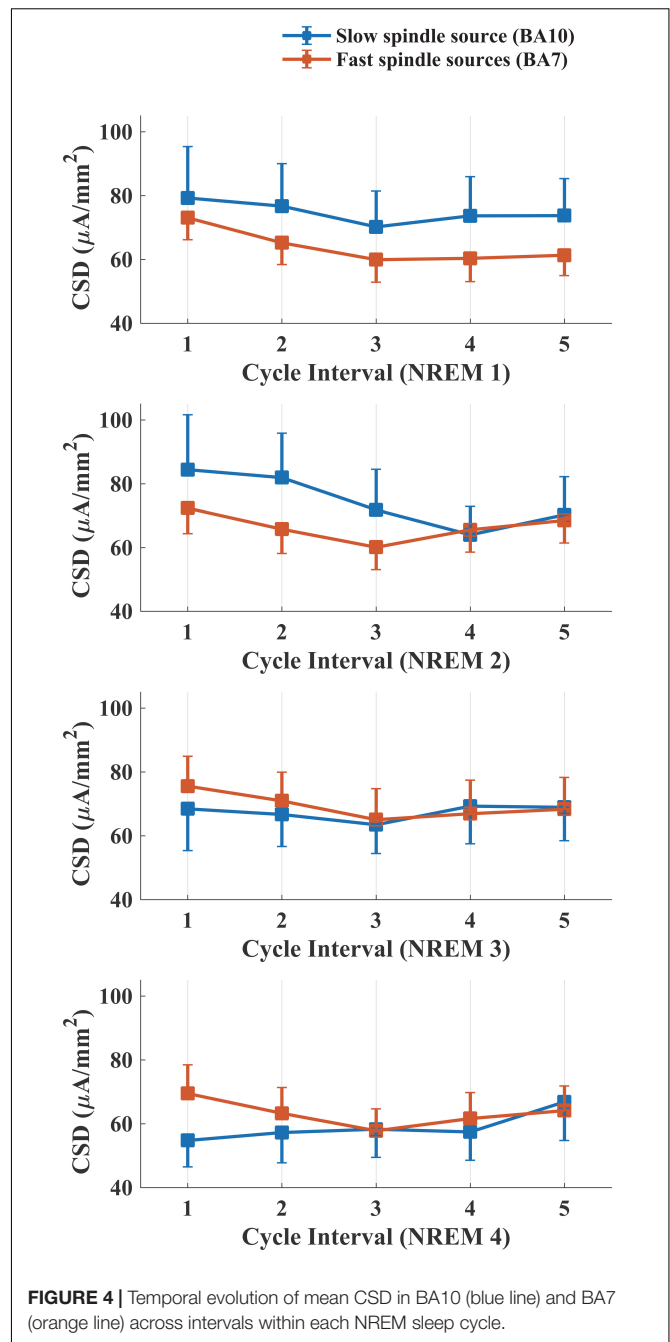 Slow spindle source (BA10)
Fast spindle sources (BA7)
100
80
60
40
CSD (μA/mm²)
1 2 3 4 5
Cycle Interval (NREM 1)
100
80
60
40
CSD (μA/mm²)
1 2 3 4 5
Cycle Interval (NREM 2)
100
80
60
40
CSD (μA/mm²)
1 2 3 4 5
Cycle Interval (NREM 3)
100
80
60
40
CSD (μA/mm²)
1 2 3 4 5
Cycle Interval (NREM 4)
FIGURE 4 | Temporal evolution of mean CSD in BA10 (blue line) and BA7
(orange line) across intervals within each NREM sleep cycle.